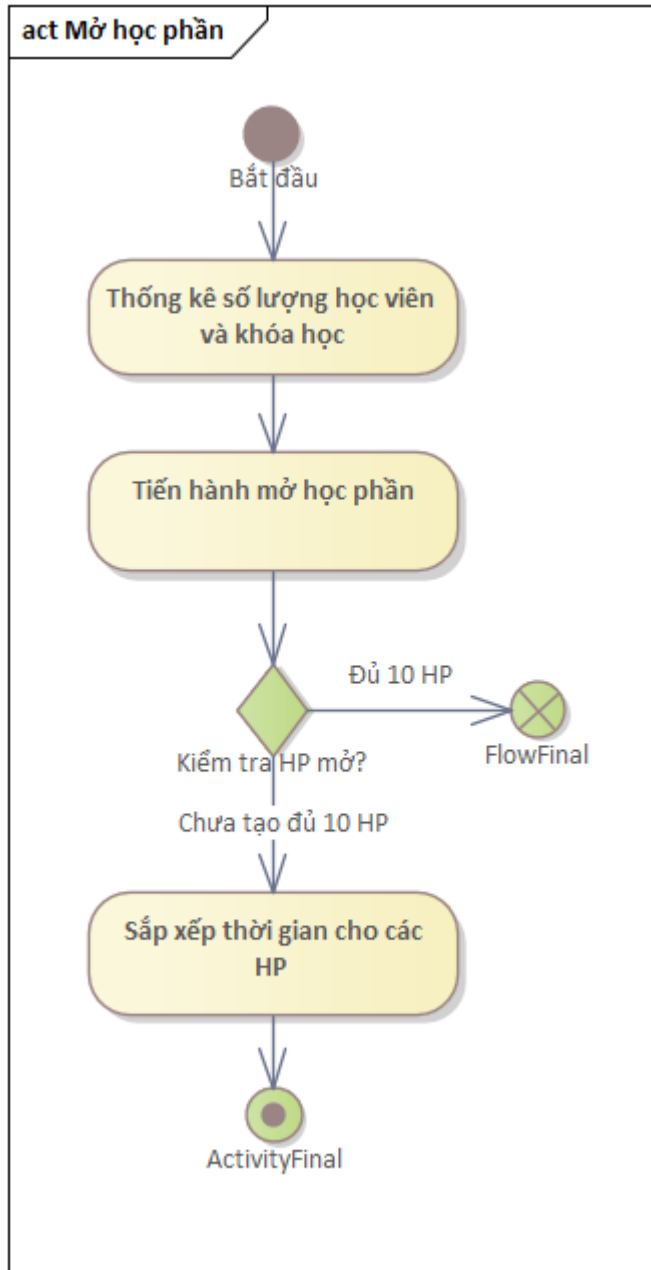 act Mở học phần
Bắt đầu
Thống kê số lượng học viên
và khóa học
Tiến hành mở học phần
Đủ 10 HP
FlowFinal
Kiểm tra HP mở?
Chưa tạo đủ 10 HP
Sắp xếp thời gian cho các
HP
ActivityFinal